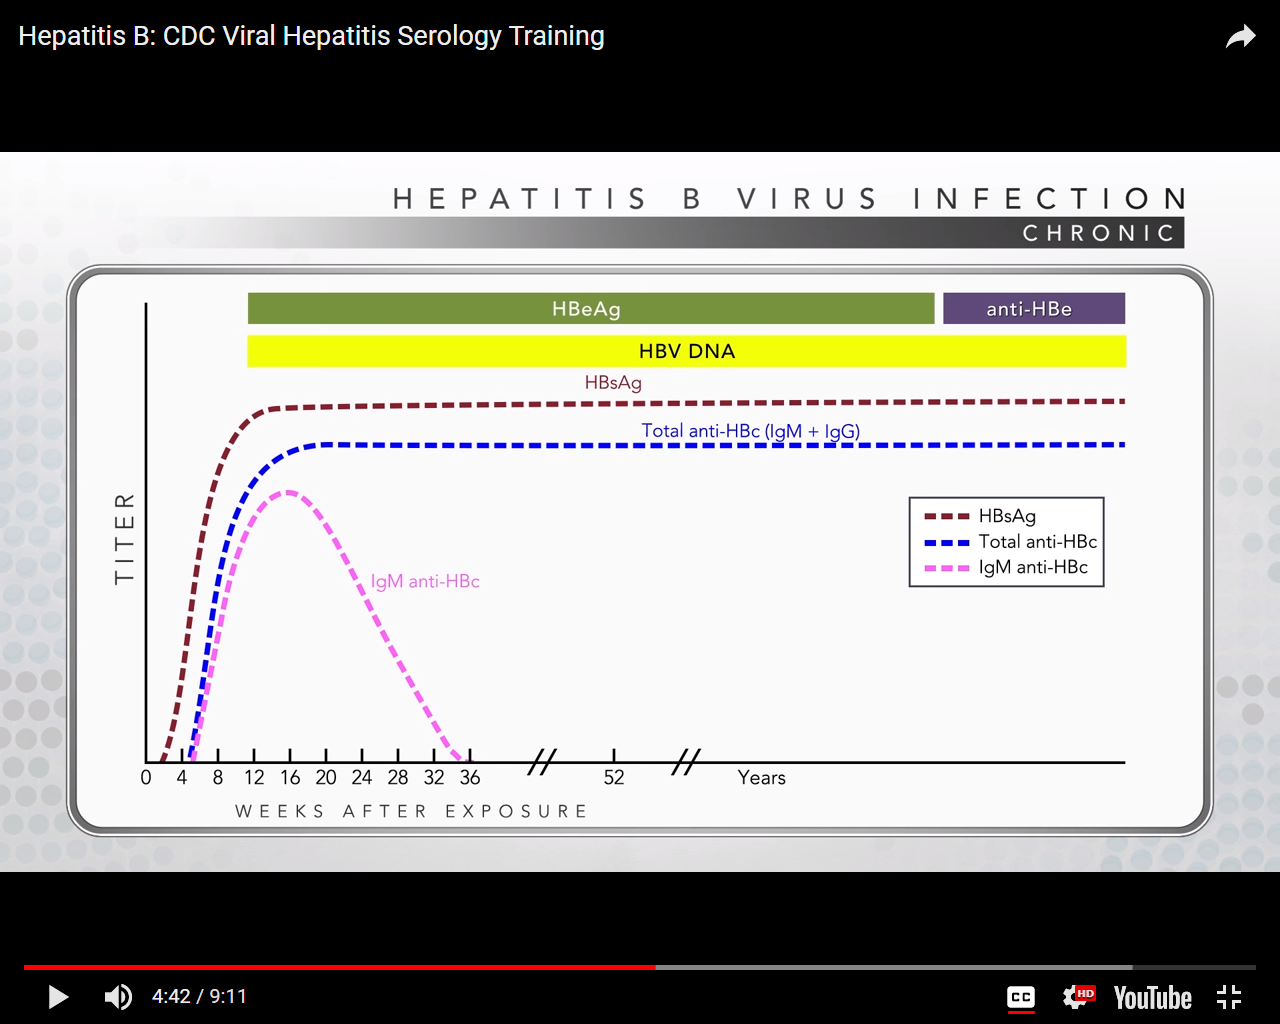 Hepatitis B: CDC Viral Hepatitis Serology Training
HEPATITIS B VIRUS INFECTION
CHRONIC
HBeAg
anti-HBe
HBV DNA
HBsAg
Total anti-HBc (IgM + IgG)
TITER
HBsAg
Total anti-HBc
IgM anti-HBc
IgM anti-HBc
0 4 8 12 16 20 24 28 32 36 52 Years
WEEKS AFTER EXPOSURE
4:42 / 9:11
CC
HD
YouTube